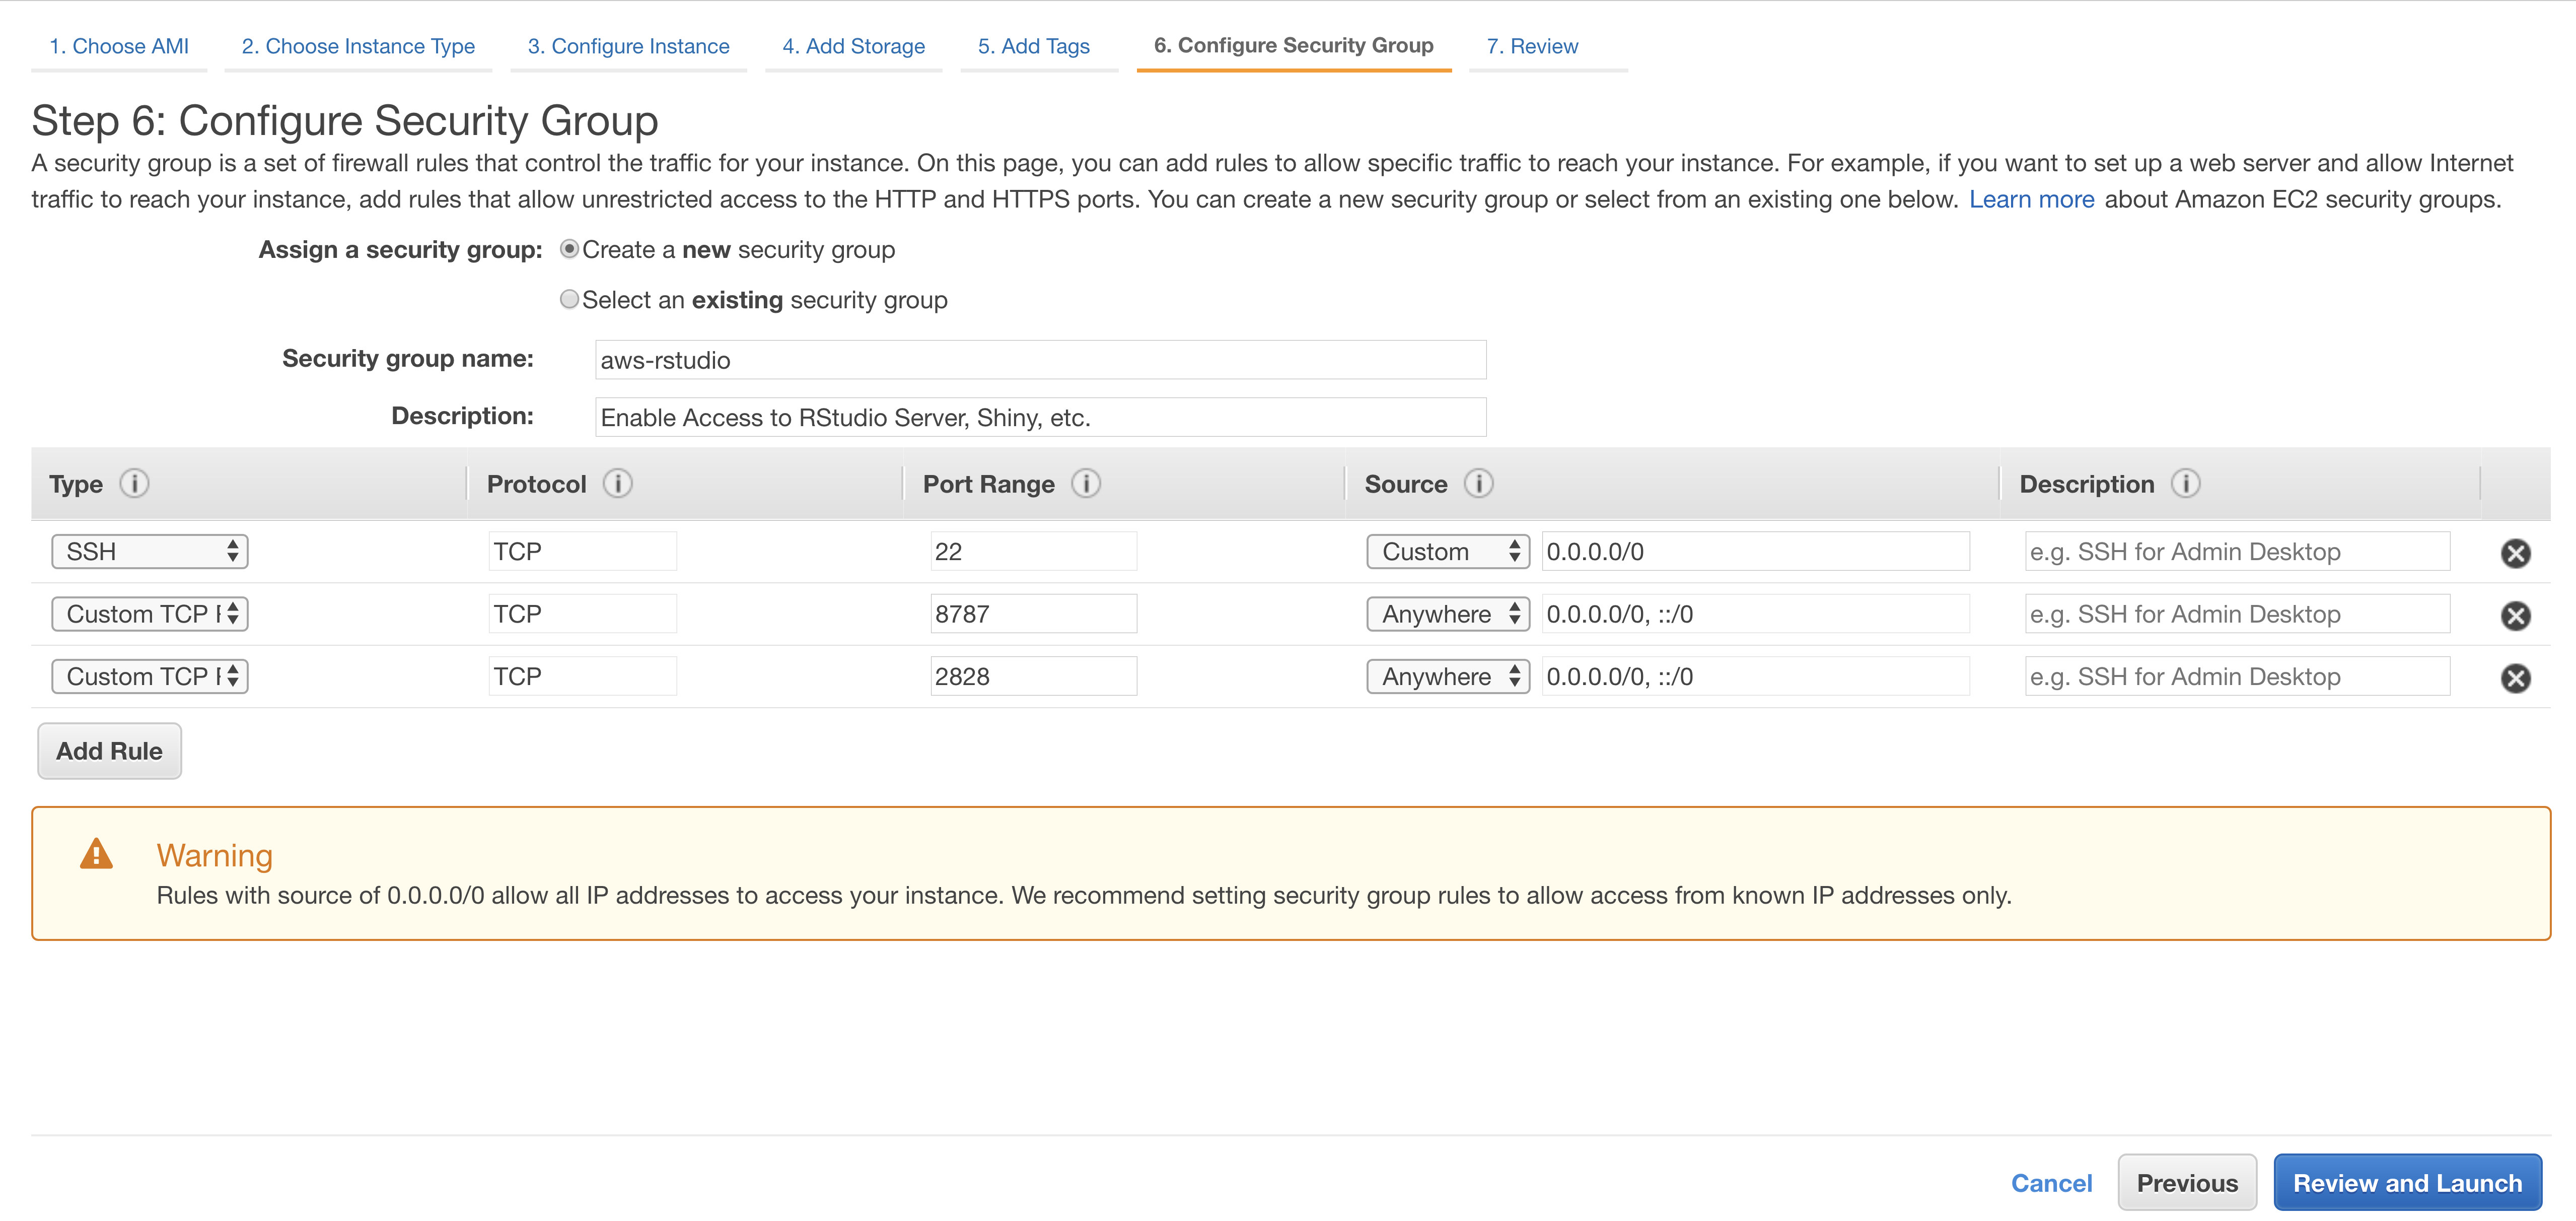 1. Choose AMI 2. Choose Instance Type 3. Configure Instance 4. Add Storage 5. Add Tags 6. Configure Security Group 7. Review
Step 6: Configure Security Group
A security group is a set of firewall rules that control the traffic for your instance. On this page, you can add rules to allow specific traffic to reach your instance. For example, if you want to set up a web server and allow Internet
traffic to reach your instance, add rules that allow unrestricted access to the HTTP and HTTPS ports. You can create a new security group or select from an existing one below. Learn more about Amazon EC2 security groups.
Assign a security group: Create a new security group
Select an existing security group
Security group name: aws-rstudio
Description: Enable Access to RStudio Server, Shiny, etc.
Type Protocol Port Range Source Description
SSH TCP 22 Custom 0.0.0.0/0 e.g. SSH for Admin Desktop
Custom TCP TCP 8787 Anywhere 0.0.0.0/0, ::/0 e.g. SSH for Admin Desktop
Custom TCP TCP 2828 Anywhere 0.0.0.0/0, ::/0 e.g. SSH for Admin Desktop
Add Rule
Warning
Rules with source of 0.0.0.0/0 allow all IP addresses to access your instance. We recommend setting security group rules to allow access from known IP addresses only.
Cancel Previous Review and Launch